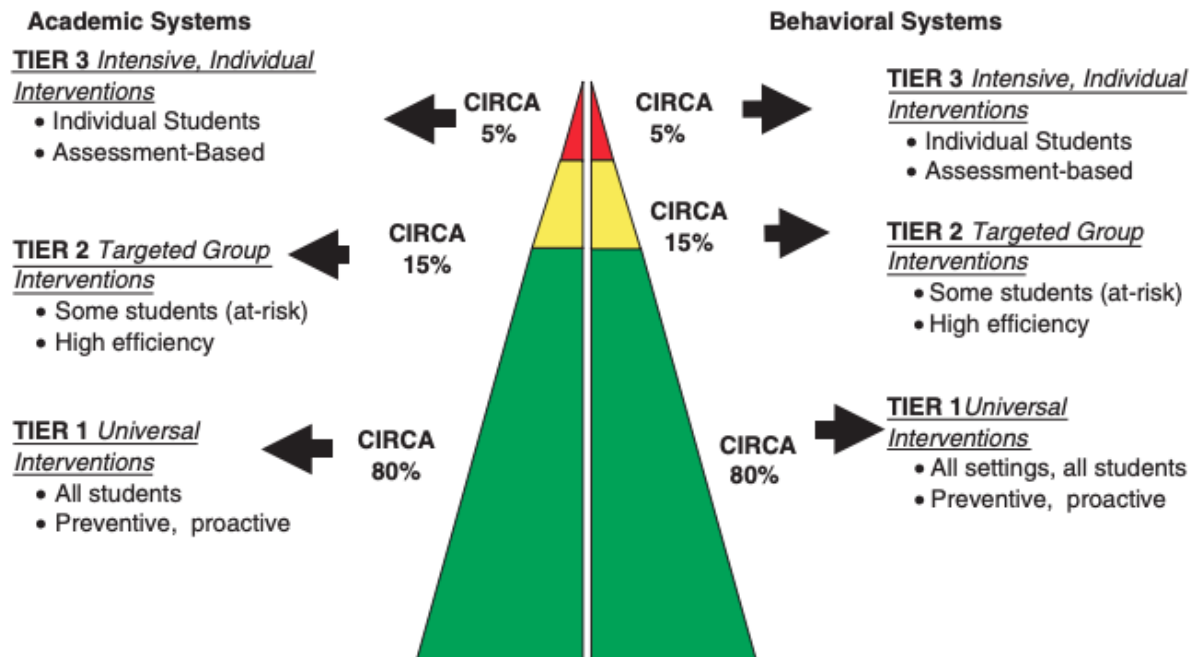 Academic Systems
TIER 3 Intensive, Individual
Interventions
• Individual Students
• Assessment-Based
CIRCA
5%
TIER 2 Targeted Group
Interventions
• Some students (at-risk)
• High efficiency
CIRCA
15%
TIER 1 Universal
Interventions
• All students
• Preventive, proactive
CIRCA
80%
Behavioral Systems
CIRCA
5%
TIER 3 Intensive, Individual
Interventions
• Individual Students
• Assessment-based
CIRCA
15%
TIER 2 Targeted Group
Interventions
• Some students (at-risk)
• High efficiency
CIRCA
80%
TIER 1Universal
Interventions
• All settings, all students
• Preventive, proactive